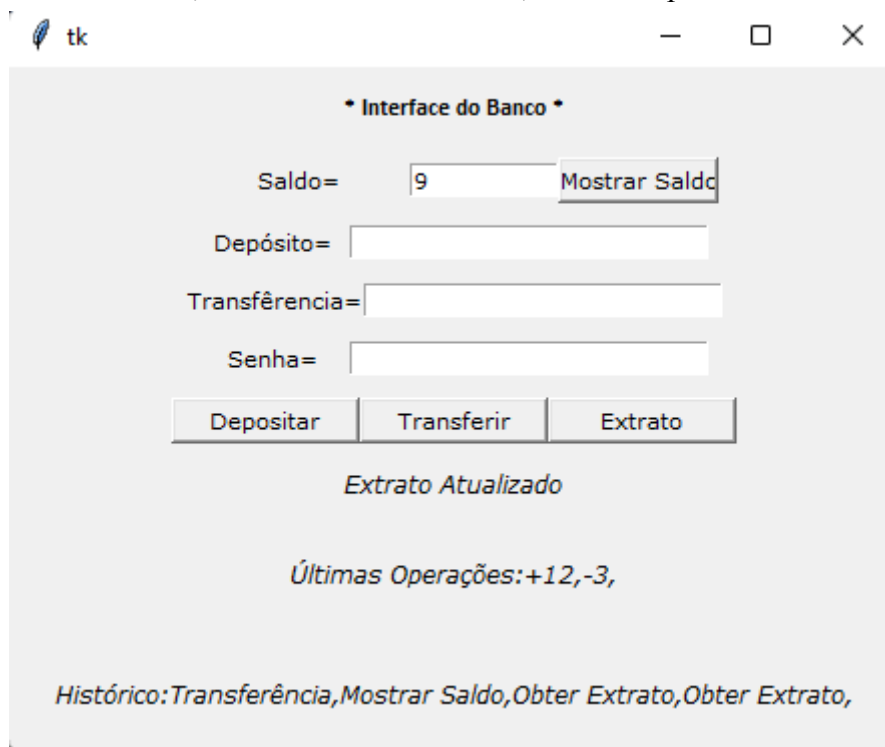 tk
* Interface do Banco *
Saldo= 9 Mostrar Saldo
Depósito=
Transfêrencia=
Senha=
Depositar Transferir Extrato
Extrato Atualizado
Últimas Operações:+12,-3,
Histórico:Transferência,Mostrar Saldo,Obter Extrato,Obter Extrato,